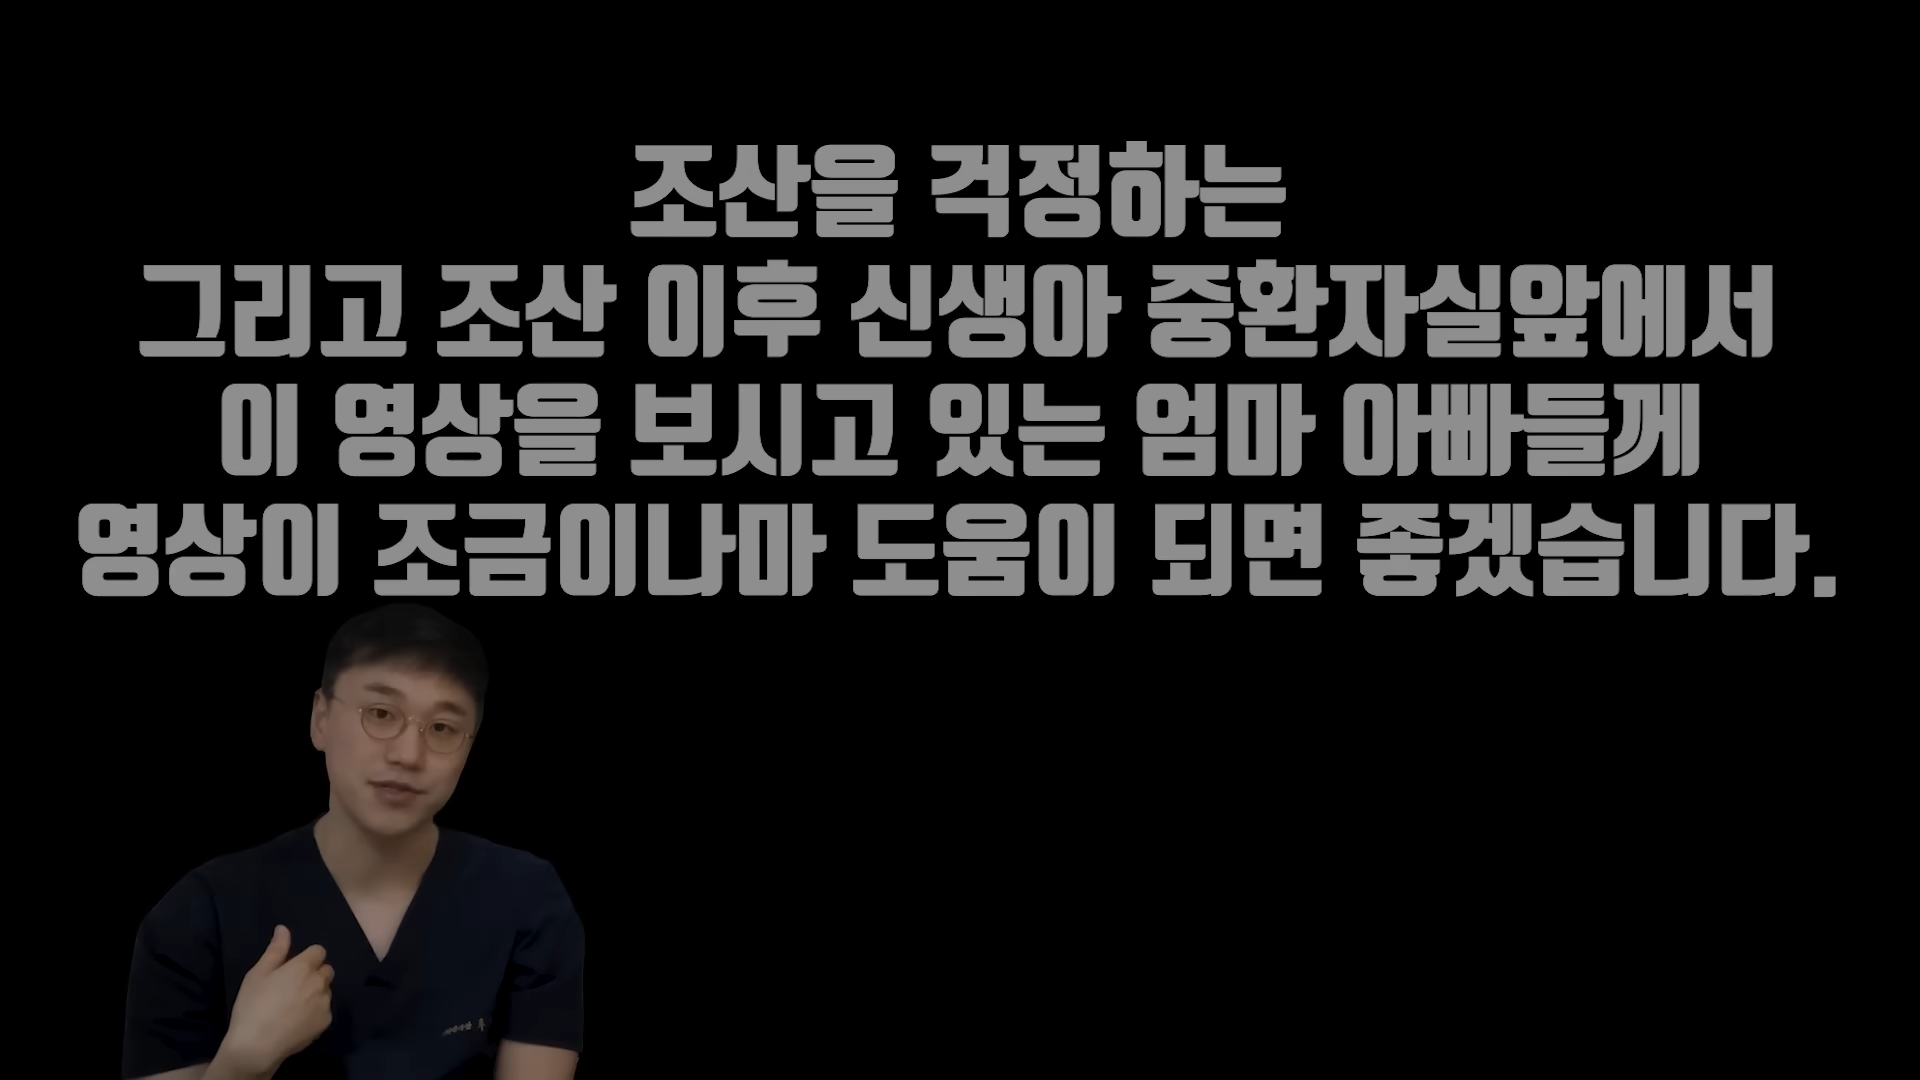 조산을 걱정하는
그리고 조산 이후 신생아 중환자실앞에서
이 영상을 보시고 있는 엄마 아빠들께
영상이 조금이나마 도움이 되면 좋겠습니다.